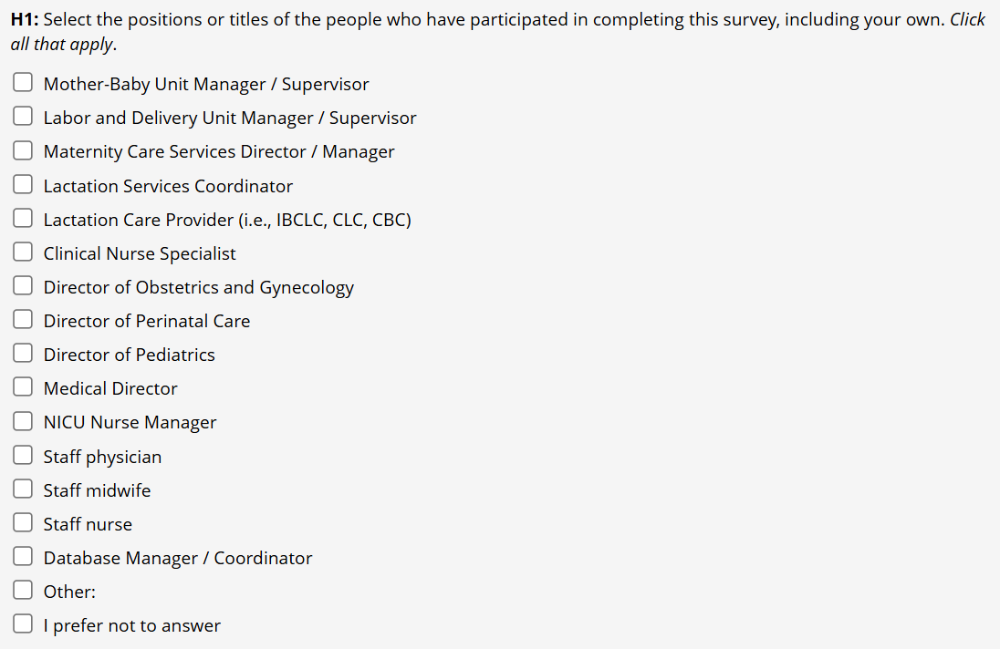 H1: Select the positions or titles of the people who have participated in completing this survey, including your own. Click
all that apply.
Mother-Baby Unit Manager / Supervisor
Labor and Delivery Unit Manager / Supervisor
Maternity Care Services Director / Manager
Lactation Services Coordinator
Lactation Care Provider (i.e., IBCLC, CLC, CBC)
Clinical Nurse Specialist
Director of Obstetrics and Gynecology
Director of Perinatal Care
Director of Pediatrics
Medical Director
NICU Nurse Manager
Staff physician
Staff midwife
Staff nurse
Database Manager / Coordinator
Other:
I prefer not to answer